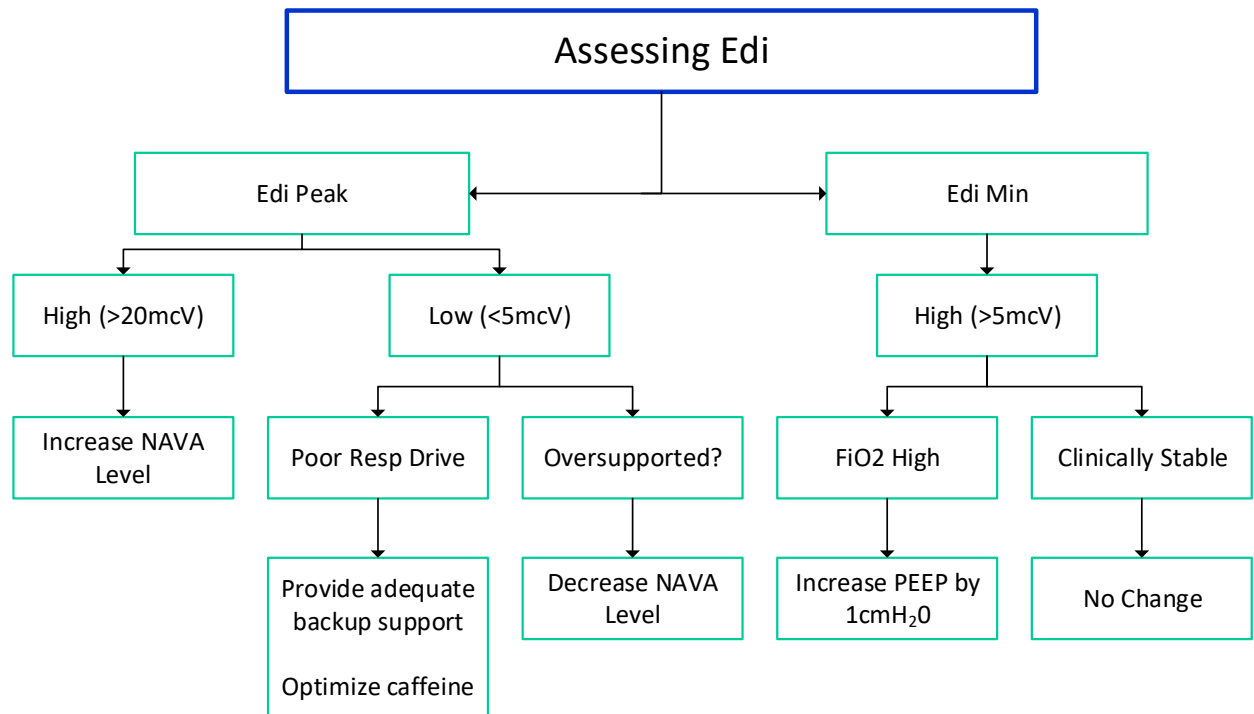 Assessing Edi
Edi Peak
Edi Min
High (>20mcV)
Low (<5mcV)
High (>5mcV)
Increase NAVA
Level
Poor Resp Drive
Oversupported?
FiO2 High
Clinically Stable
Provide adequate
backup support
Optimize caffeine
Decrease NAVA
Level
Increase PEEP by
1cmH₂0
No Change